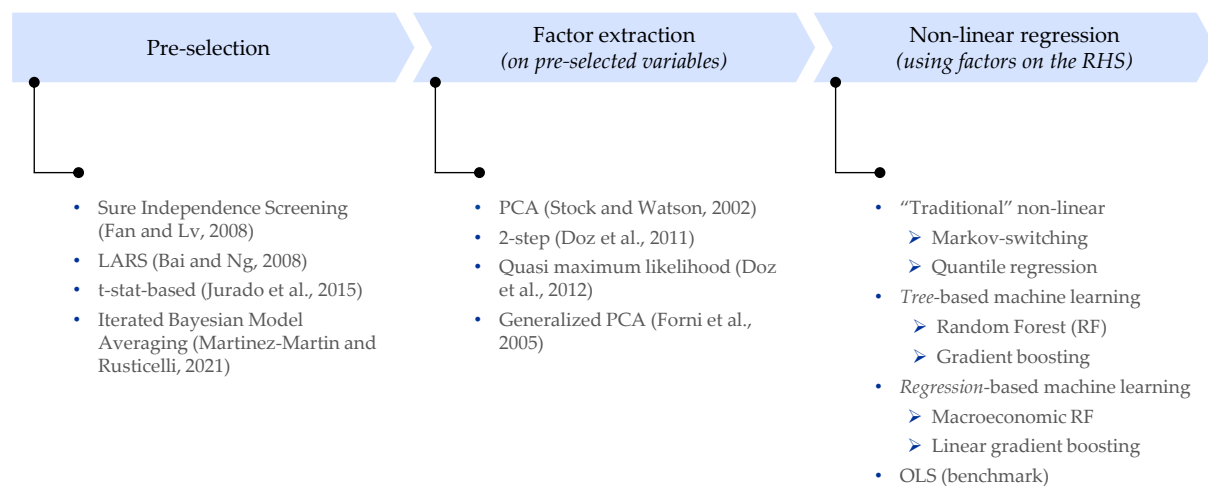 Pre-selection
Factor extraction
(on pre-selected variables)
Non-linear regression
(using factors on the RHS)
• Sure Independence Screening
(Fan and Lv, 2008)
• LARS (Bai and Ng, 2008)
• t-stat-based (Jurado et al., 2015)
• Iterated Bayesian Model
Averaging (Martinez-Martin and
Rusticelli, 2021)
• PCA (Stock and Watson, 2002)
• 2-step (Doz et al., 2011)
• Quasi maximum likelihood (Doz
et al., 2012)
• Generalized PCA (Forni et al.,
2005)
• “Traditional” non-linear
➢ Markov-switching
➢ Quantile regression
• Tree-based machine learning
➢ Random Forest (RF)
➢ Gradient boosting
• Regression-based machine learning
➢ Macroeconomic RF
➢ Linear gradient boosting
• OLS (benchmark)